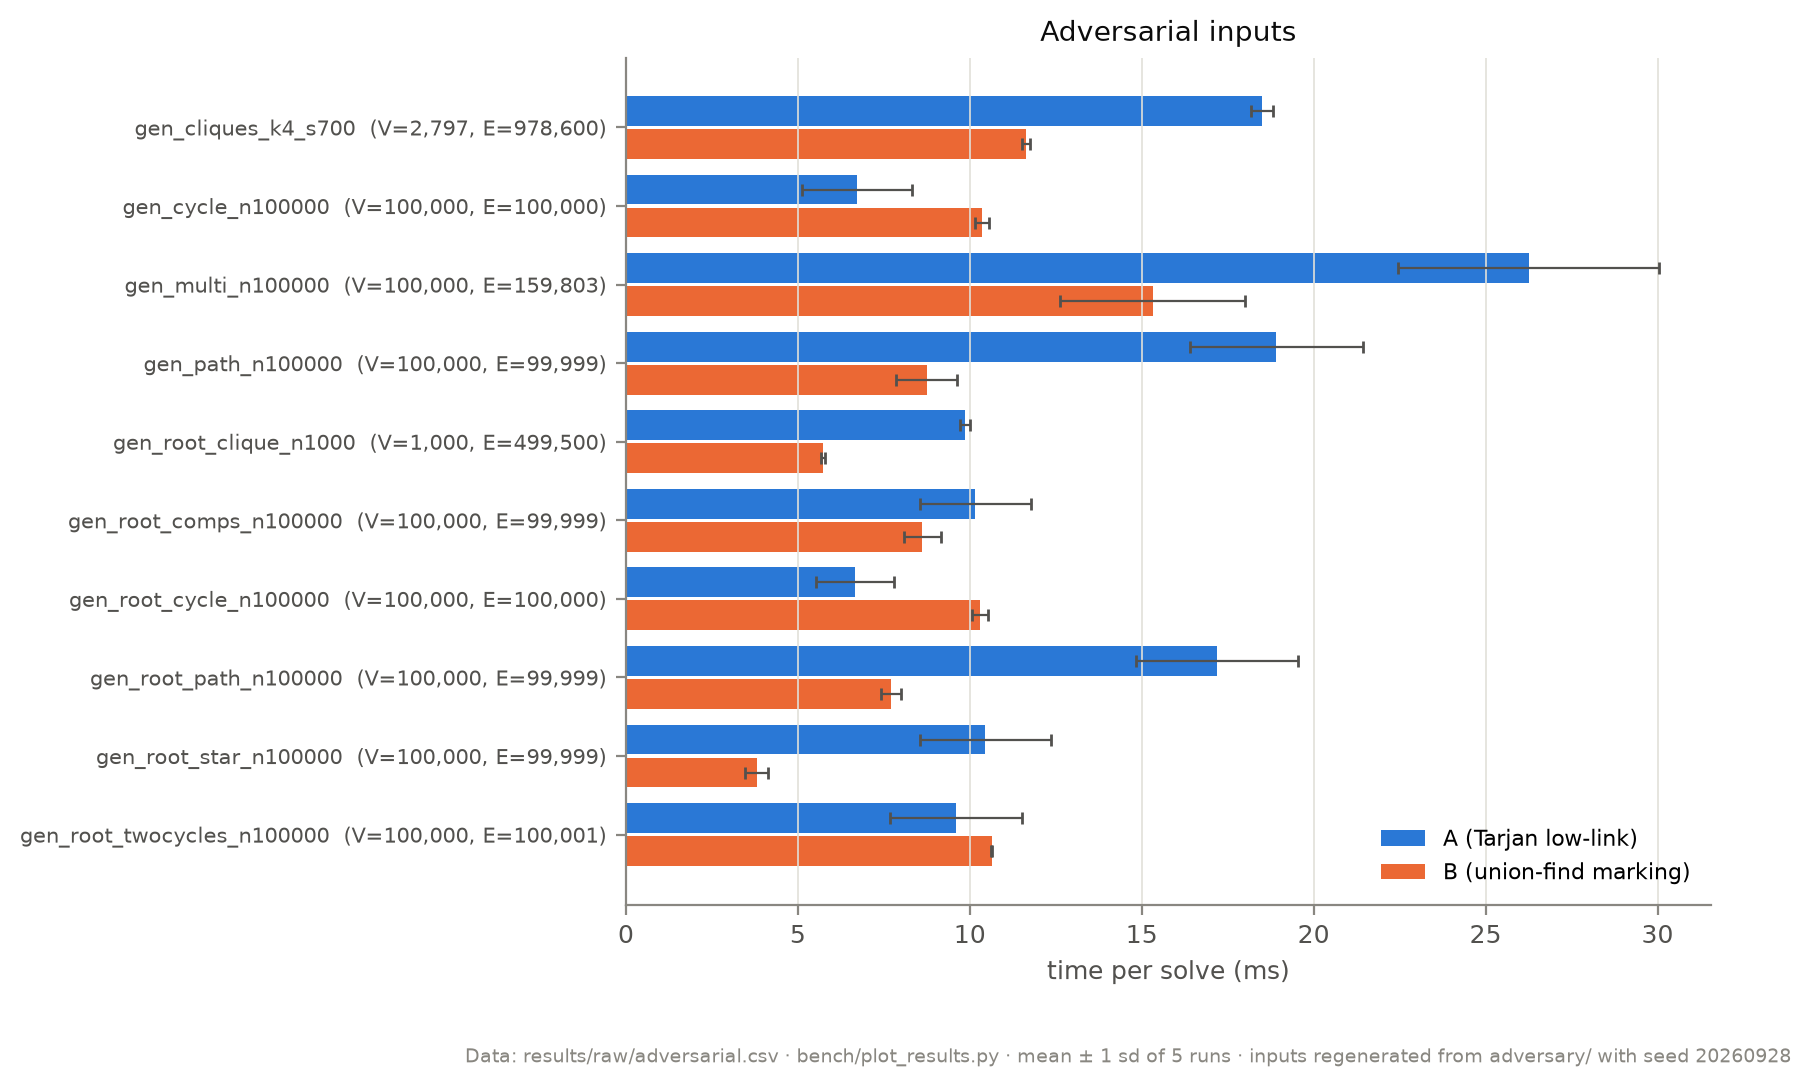 Adversarial inputs
gen_cliques_k4_s700 (V=2,797, E=978,600)
gen_cycle_n100000 (V=100,000, E=100,000)
gen_multi_n100000 (V=100,000, E=159,803)
gen_path_n100000 (V=100,000, E=99,999)
gen_root_clique_n1000 (V=1,000, E=499,500)
gen_root_comps_n100000 (V=100,000, E=99,999)
gen_root_cycle_n100000 (V=100,000, E=100,000)
gen_root_path_n100000 (V=100,000, E=99,999)
gen_root_star_n100000 (V=100,000, E=99,999)
gen_root_twocycles_n100000 (V=100,000, E=100,001)
A (Tarjan low-link)
B (union-find marking)
0 5 10 15 20 25 30
time per solve (ms)
Data: results/raw/adversarial.csv · bench/plot_results.py · mean ± 1 sd of 5 runs · inputs regenerated from adversary/ with seed 20260928